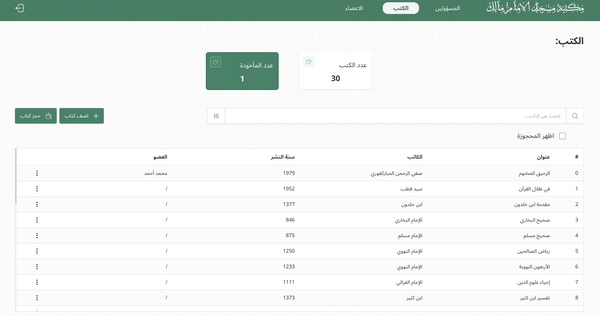 مكتبة مسجد الإمام مالك
المسؤولين
الكتب
الاعضاء
الكتب:
عدد الكتب
30
عدد المأخوذة
1
ابحث عن كتاب...
اضف كتاب
حجز كتاب
اظهر المحجوزة
# عنوان الكاتب سنة النشر العضو
0 الرحيق المختوم صفي الرحمن المباركفوري 1979 محمد أحمد
1 في ظلال القرآن سيد قطب 1952 /
2 مقدمة ابن خلدون ابن خلدون 1377 /
3 صحيح البخاري الإمام البخاري 846 /
4 صحيح مسلم الإمام مسلم 875 /
5 رياض الصالحين الإمام النووي 1250 /
6 الأربعون النووية الإمام النووي 1233 /
7 إحياء علوم الدين الإمام الغزالي 1111 /
8 تفسير ابن كثير ابن كثير 1373 /